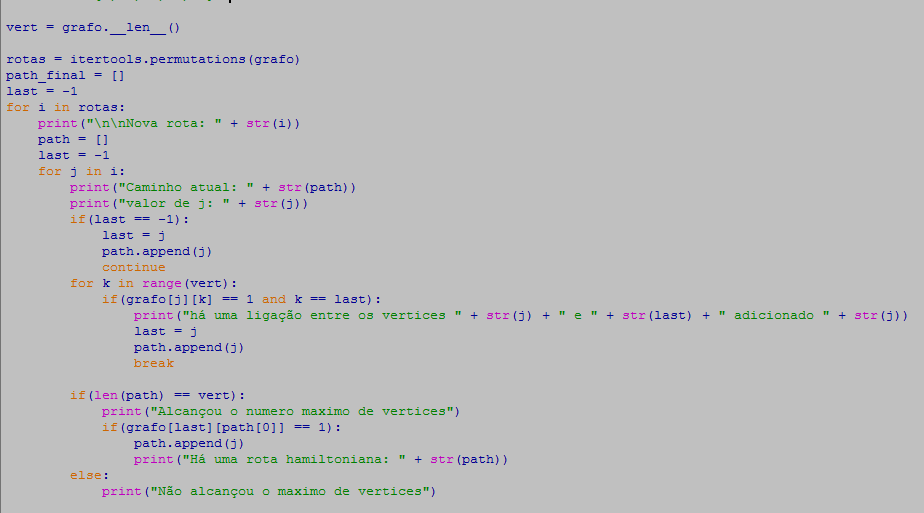 vert = grafo.__len__()
rotas = itertools.permutations(grafo)
path_final = []
last = -1
for i in rotas:
    print("\n\nNova rota: " + str(i))
    path = []
    last = -1
    for j in i:
        print("Caminho atual: " + str(path))
        print("valor de j: " + str(j))
        if(last == -1):
            last = j
            path.append(j)
            continue
        for k in range(vert):
            if(grafo[j][k] == 1 and k == last):
                print("há uma ligação entre os vertices " + str(j) + " e " + str(last) + " adicionado " + str(j))
                last = j
                path.append(j)
                break
        if(len(path) == vert):
            print("Alcançou o numero maximo de vertices")
            if(grafo[last][path[0]] == 1):
                path.append(j)
                print("Há uma rota hamiltoniana: " + str(path))
        else:
            print("Não alcançou o maximo de vertices")